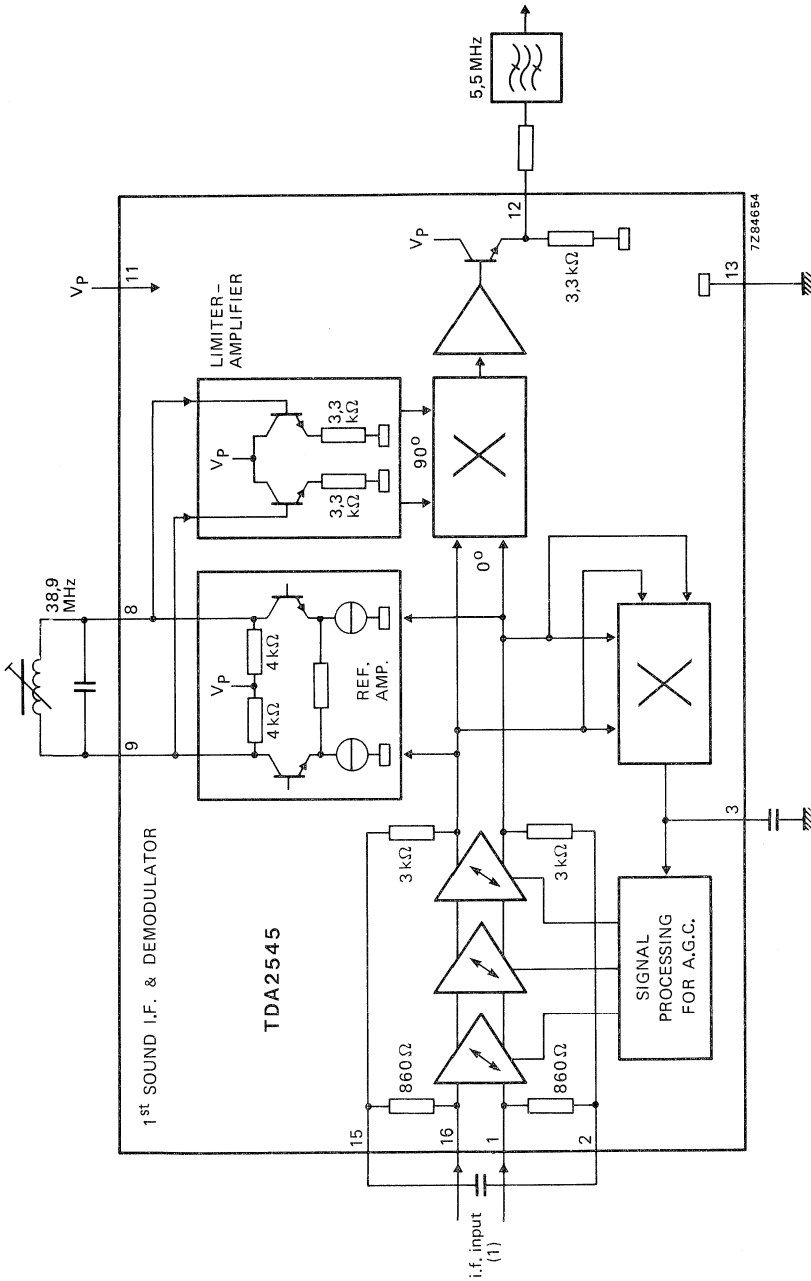 1st SOUND I.F. & DEMODULATOR
TDA2545
38,9
MHz
9
8
VP
11
LIMITER-
AMPLIFIER
VP
4 kΩ
4 kΩ
REF.
AMP.
VP
3,3
kΩ
3,3
kΩ
90°
0°
VP
12
3,3 kΩ
5,5 MHz
15
16
1
2
i.f. input
(1)
860 Ω
860 Ω
3 kΩ
3 kΩ
SIGNAL
PROCESSING
FOR A.G.C.
3
13
7Z84654